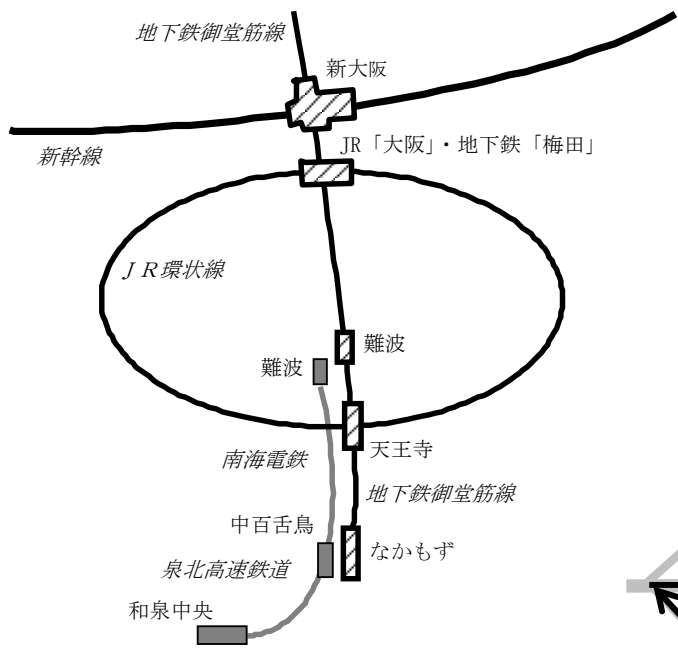 地下鉄御堂筋線
新大阪
新幹線
JR「大阪」・地下鉄「梅田」
ＪＲ環状線
難波
難波
天王寺
南海電鉄
地下鉄御堂筋線
中百舌鳥
なかもず
泉北高速鉄道
和泉中央